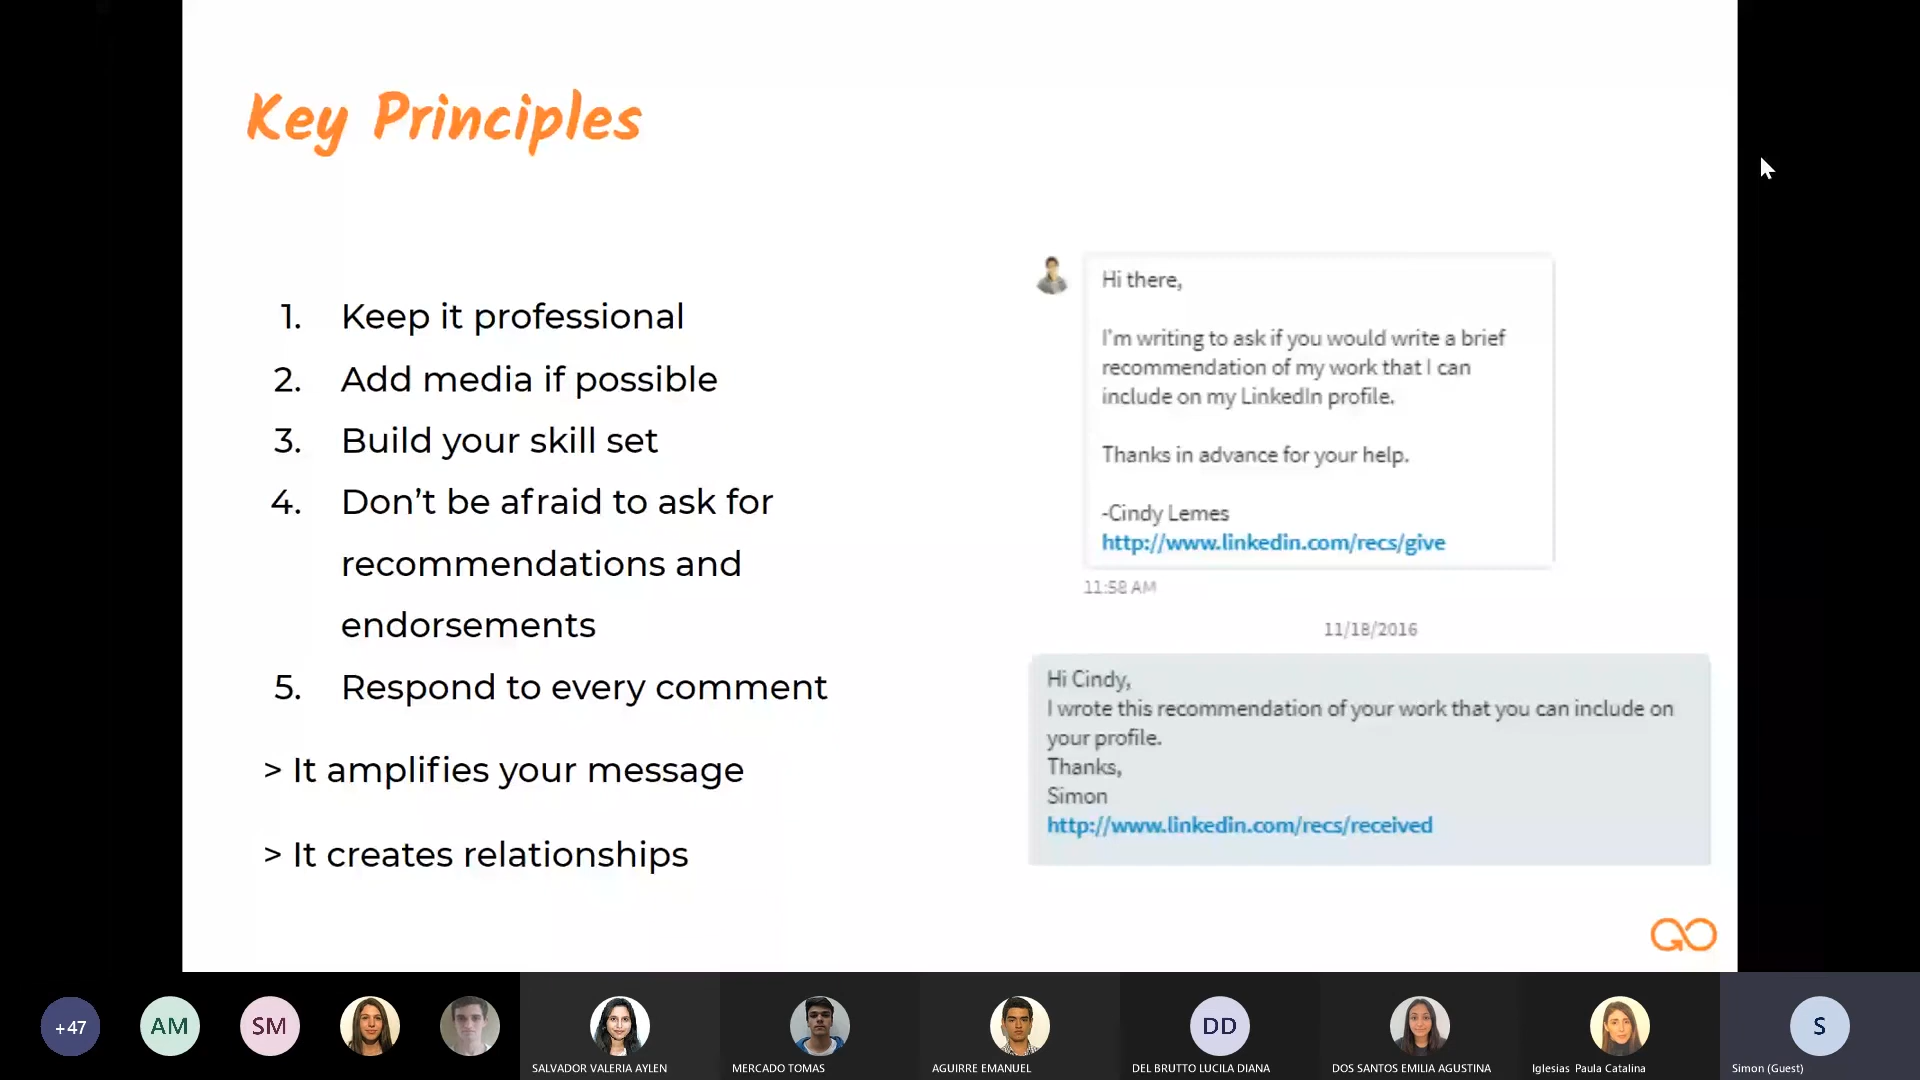 Key Principles
1. Keep it professional
2. Add media if possible
3. Build your skill set
4. Don’t be afraid to ask for
recommendations and
endorsements
5. Respond to every comment
> It amplifies your message
> It creates relationships
Hi there,
I'm writing to ask if you would write a brief
recommendation of my work that I can
include on my LinkedIn profile.
Thanks in advance for your help.
-Cindy Lemes
http://www.linkedin.com/recs/give
11:58 AM
11/18/2016
Hi Cindy,
I wrote this recommendation of your work that you can include on
your profile.
Thanks,
Simon
http://www.linkedin.com/recs/received
+47
AM
SM
SALVADOR VALERIA AYLEN
MERCADO TOMAS
AGUIRRE EMANUEL
DD
DEL BRUTTO LUCILA DIANA
DOS SANTOS EMILIA AGUSTINA
Iglesias Paula Catalina
S
Simon (Guest)